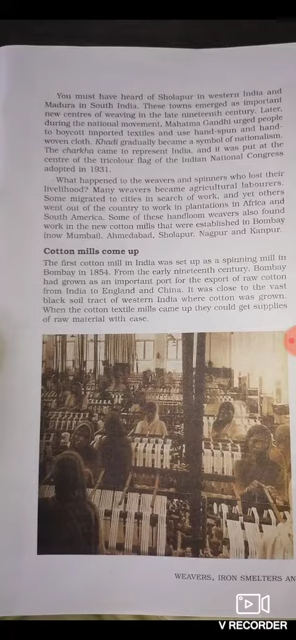 You must have heard of Sholapur in western India and
Madura in South India. These towns emerged as important
new centres of weaving in the late nineteenth century. Later,
during the national movement, Mahatma Gandhi urged people
to boycott imported textiles and use hand-spun and hand-
woven cloth. Khadi gradually became a symbol of nationalism.
The charkha came to represent India, and it was put at the
centre of the tricolour flag of the Indian National Congress
adopted in 1931.
What happened to the weavers and spinners who lost their
livelihood? Many weavers became agricultural labourers.
Some migrated to cities in search of work, and yet others
went out of the country to work in plantations in Africa and
South America. Some of these handloom weavers also found
work in the new cotton mills that were established in Bombay
(now Mumbai), Ahmedabad, Sholapur, Nagpur and Kanpur.
Cotton mills come up
The first cotton mill in India was set up as a spinning mill in
Bombay in 1854. From the early nineteenth century, Bombay
had grown as an important port for the export of raw cotton
from India to England and China. It was close to the vast
black soil tract of western India where cotton was grown.
When the cotton textile mills came up they could get supplies
of raw material with ease.
WEAVERS, IRON SMELTERS AN
V RECORDER